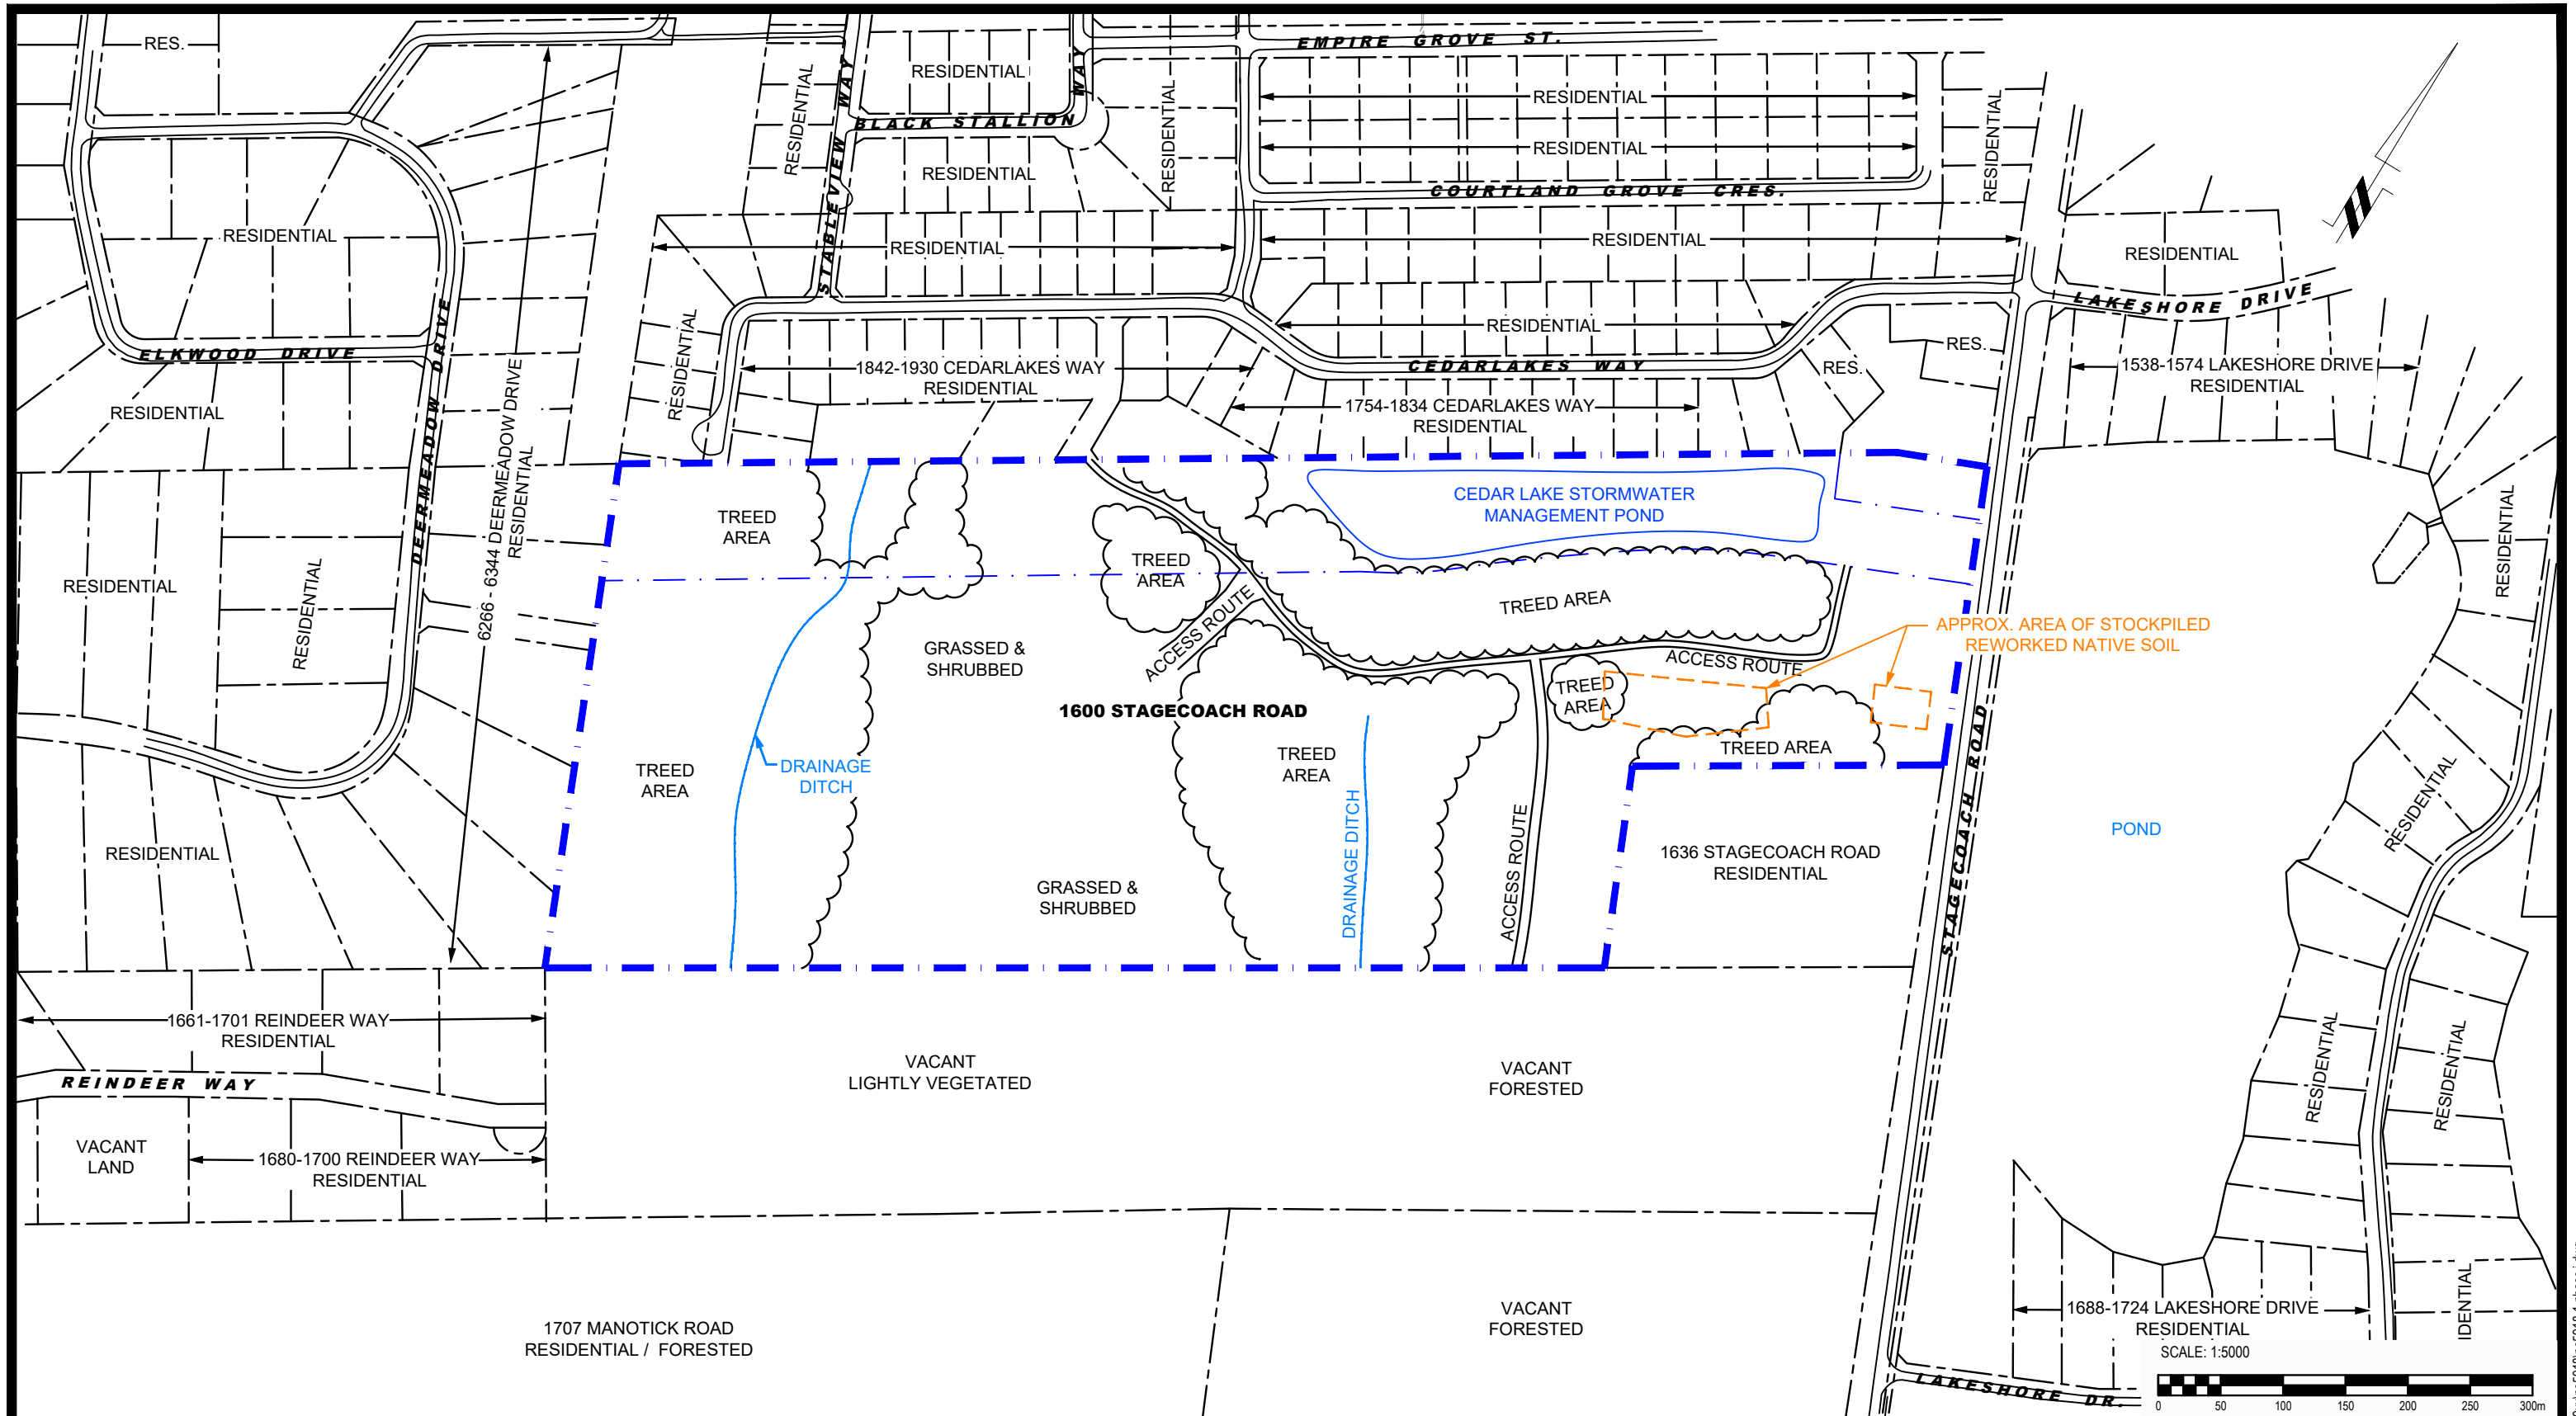 RES.
EMPIRE GROVE ST.
RESIDENTIAL
WAY
RESIDENTIAL
RESIDENTIAL
RESIDENTIAL
RESIDENTIAL
BLACK STALLION
RESIDENTIAL
RESIDENTIAL
RESIDENTIAL
COURTLAND GROVE CRES.
STABLEVIEW WAY
RESIDENTIAL
RESIDENTIAL
RESIDENTIAL
RESIDENTIAL
LAKESHORE DRIVE
RESIDENTIAL
RESIDENTIAL
ELKWOOD DRIVE
DEERMEADOW DRIVE
RES.
RES.
1842-1930 CEDARLAKES WAY
RESIDENTIAL
CEDARLAKES WAY
1538-1574 LAKESHORE DRIVE
RESIDENTIAL
RESIDENTIAL
1754-1834 CEDARLAKES WAY
RESIDENTIAL
6266 - 6344 DEERMEADOW DRIVE
RESIDENTIAL
CEDAR LAKE STORMWATER
MANAGEMENT POND
TREED
AREA
TREED
AREA
RESIDENTIAL
RESIDENTIAL
RESIDENTIAL
TREED AREA
ACCESS ROUTE
APPROX. AREA OF STOCKPILED
REWORKED NATIVE SOIL
GRASSED &
SHRUBBED
ACCESS ROUTE
TREED
AREA
1600 STAGECOACH ROAD
TREED AREA
TREED
AREA
TREED
AREA
DRAINAGE
DITCH
STAGECOACH ROAD
RESIDENTIAL
POND
RESIDENTIAL
DRAINAGE DITCH
ACCESS ROUTE
1636 STAGECOACH ROAD
RESIDENTIAL
GRASSED &
SHRUBBED
1661-1701 REINDEER WAY
RESIDENTIAL
REINDEER WAY
VACANT
LIGHTLY VEGETATED
VACANT
FORESTED
RESIDENTIAL
RESIDENTIAL
VACANT
LAND
1680-1700 REINDEER WAY
RESIDENTIAL
1707 MANOTICK ROAD
RESIDENTIAL / FORESTED
VACANT
FORESTED
1688-1724 LAKESHORE DRIVE
RESIDENTIAL
IDENTIAL
LAKESHORE DR.
SCALE: 1:5000
0 50 100 150 200 250 300m